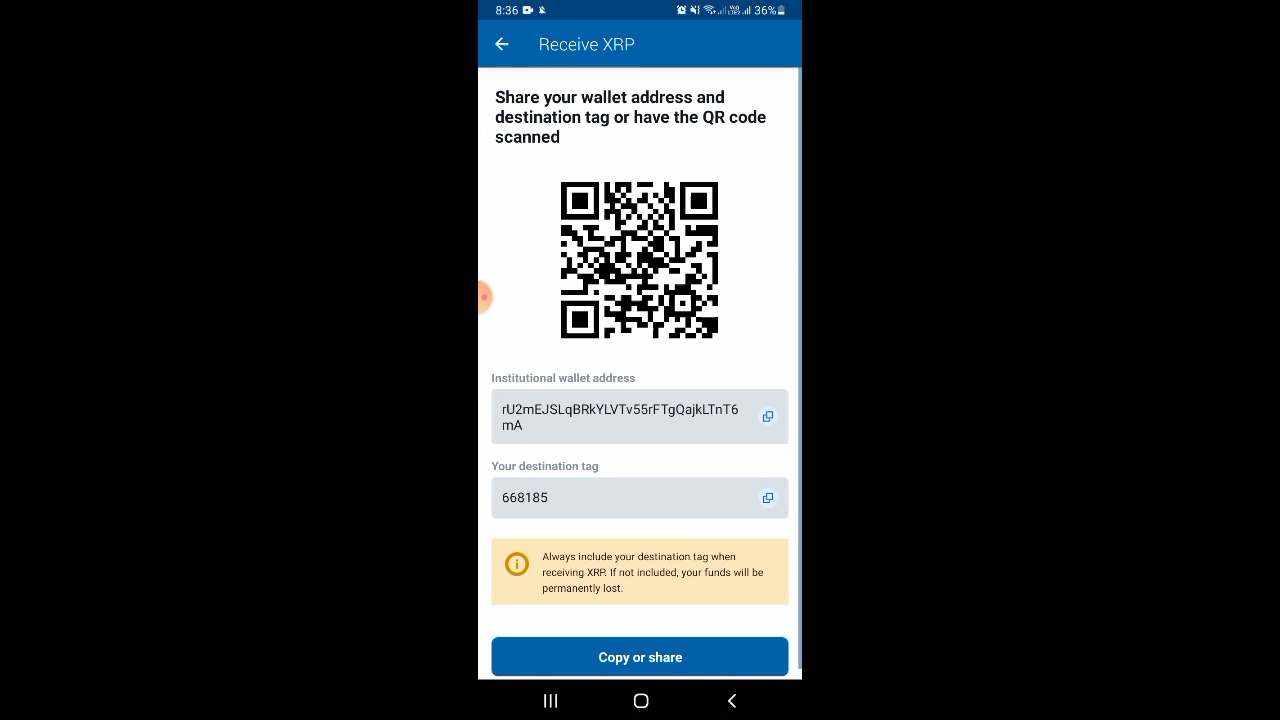 8:36
36%
Receive XRP
Share your wallet address and
destination tag or have the QR code
scanned
Institutional wallet address
rU2mEJSLqBRkYLVTv55rFTgQajkLTnT6
mA
Your destination tag
668185
Always include your destination tag when
receiving XRP. If not included, your funds will be
permanently lost.
Copy or share